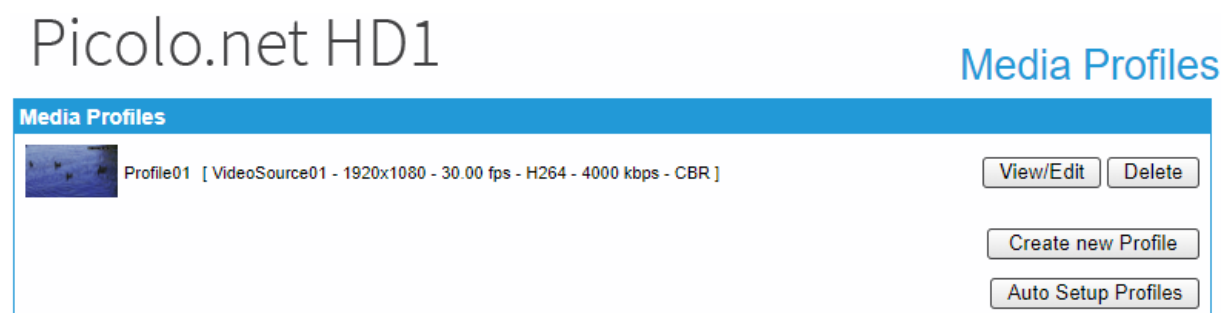 Picolo.net HD1
Media Profiles
Media Profiles
Profile01 [ VideoSource01 - 1920x1080 - 30.00 fps - H264 - 4000 kbps - CBR ]
View/Edit Delete
Create new Profile
Auto Setup Profiles